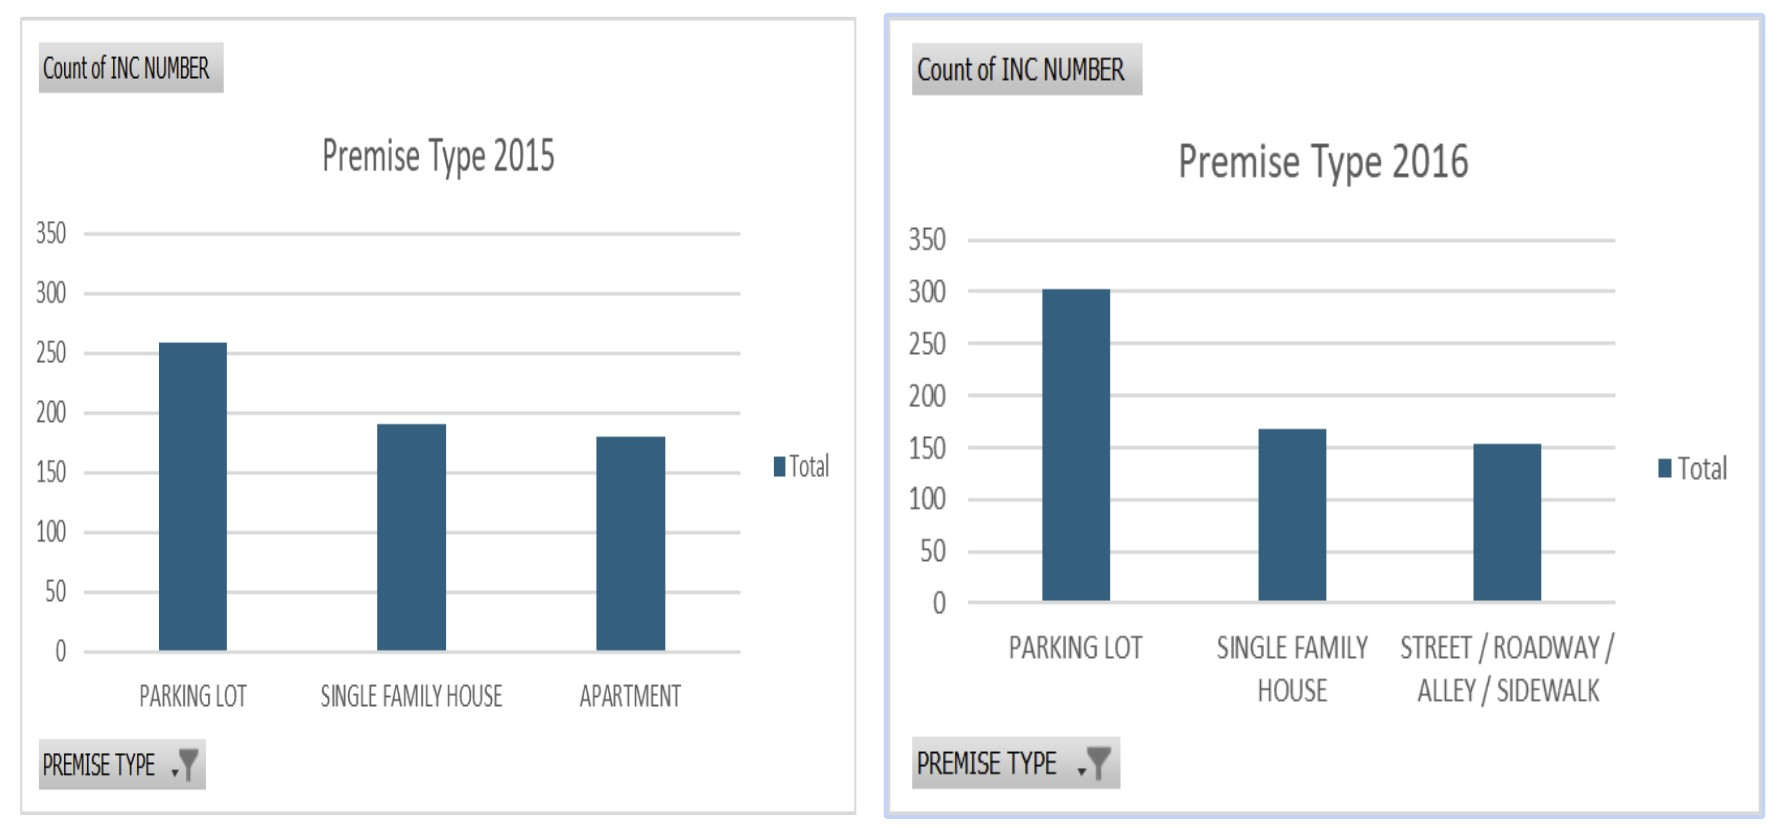 Count of INC NUMBER
Premise Type 2015
350
300
250
200
150
100
50
0
PARKING LOT
SINGLE FAMILY HOUSE
APARTMENT
Total
PREMISE TYPE
Count of INC NUMBER
Premise Type 2016
350
300
250
200
150
100
50
0
PARKING LOT
SINGLE FAMILY
HOUSE
STREET / ROADWAY /
ALLEY / SIDEWALK
Total
PREMISE TYPE